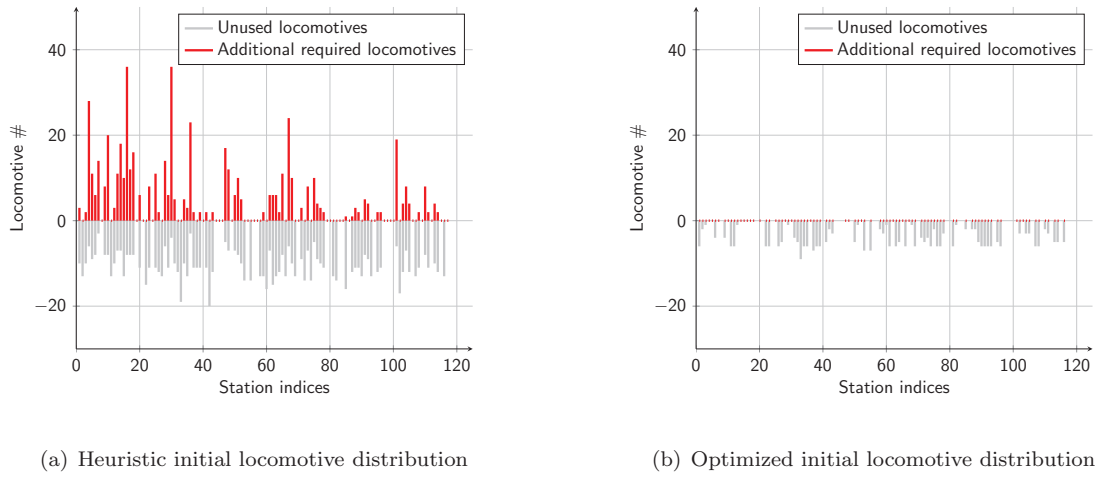 Unused locomotives
Additional required locomotives
40
20
0
−20
Locomotive #
0 20 40 60 80 100 120
Station indices
(a) Heuristic initial locomotive distribution
Unused locomotives
Additional required locomotives
40
20
0
−20
Locomotive #
0 20 40 60 80 100 120
Station indices
(b) Optimized initial locomotive distribution